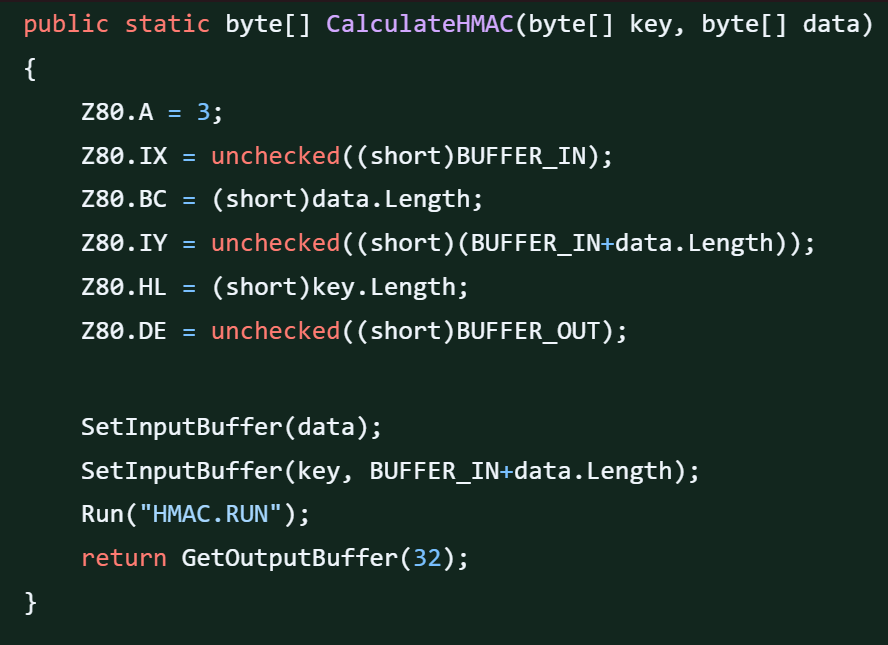 public static byte[] CalculateHMAC(byte[] key, byte[] data)
{
    Z80.A = 3;
    Z80.IX = unchecked((short)BUFFER_IN);
    Z80.BC = (short)data.Length;
    Z80.IY = unchecked((short)(BUFFER_IN+data.Length));
    Z80.HL = (short)key.Length;
    Z80.DE = unchecked((short)BUFFER_OUT);

    SetInputBuffer(data);
    SetInputBuffer(key, BUFFER_IN+data.Length);
    Run("HMAC.RUN");
    return GetOutputBuffer(32);
}